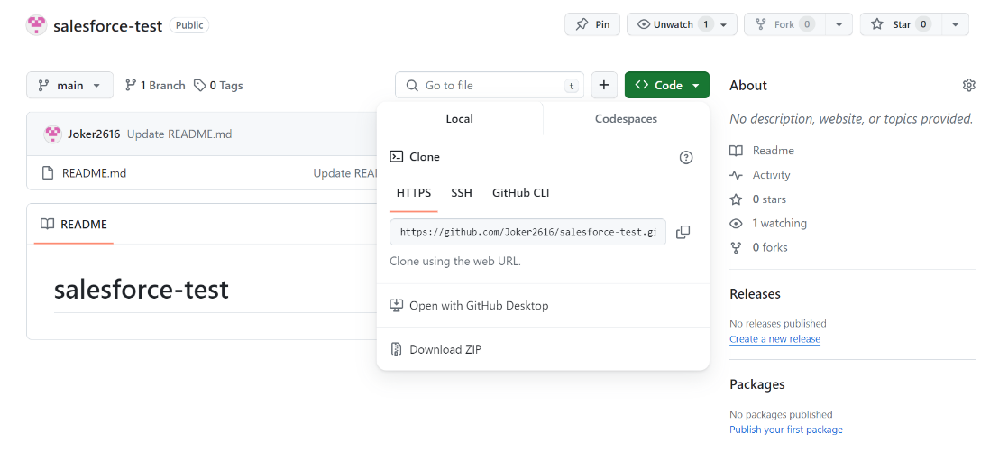 salesforce-test Public Pin Unwatch 1 Fork 0 Star 0
main 1 Branch 0 Tags Go to file t + Code
Joker2616 Update README.md
README.md Update REA
README
salesforce-test
Local Codespaces
Clone
HTTPS SSH GitHub CLI
https://github.com/Joker2616/salesforce-test.gi
Clone using the web URL.
Open with GitHub Desktop
Download ZIP
About
No description, website, or topics provided.
Readme
Activity
0 stars
1 watching
0 forks
Releases
No releases published
Create a new release
Packages
No packages published
Publish your first package